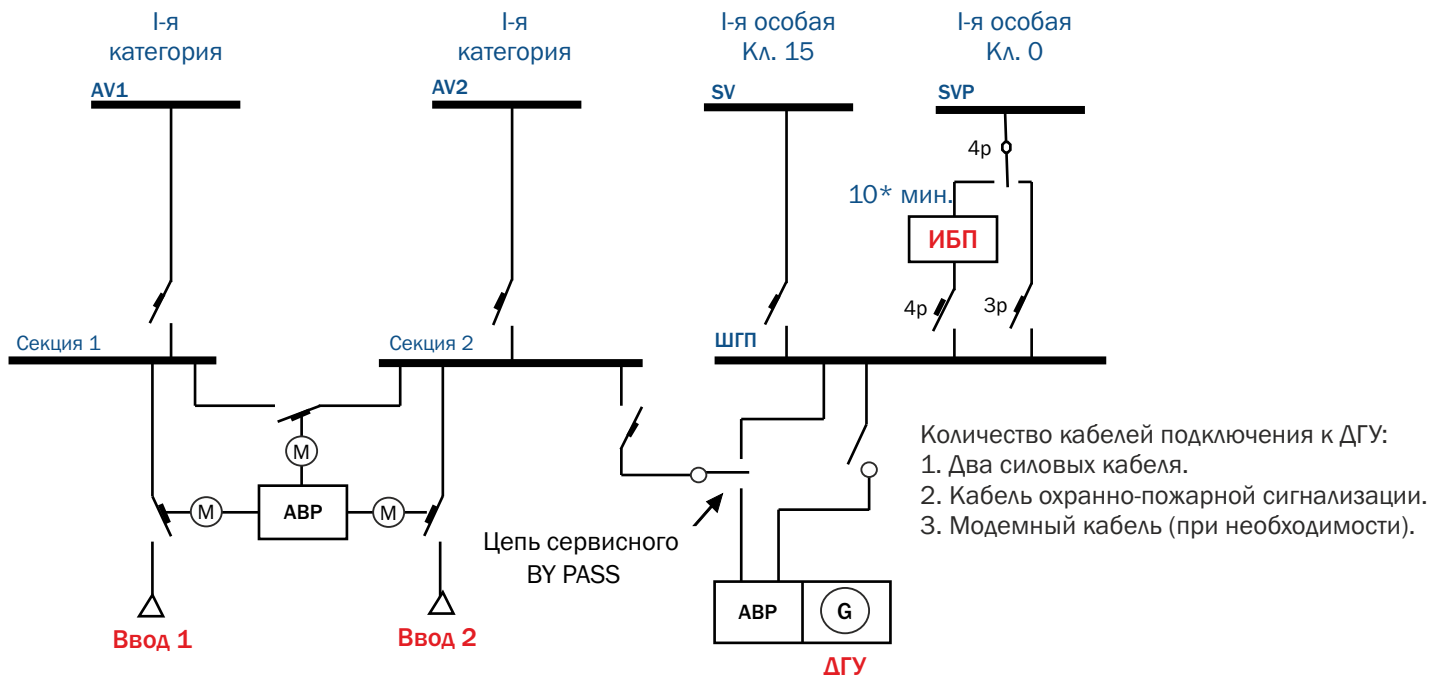 I-я
категория
I-я
категория
I-я особая
Кл. 15
I-я особая
Кл. 0
AV1
AV2
SV
SVP
4р
10* мин.
ИБП
4р
3р
Секция 1
Секция 2
ШГП
М
М
АВР
М
Количество кабелей подключения к ДГУ:
1. Два силовых кабеля.
2. Кабель охранно-пожарной сигнализации.
3. Модемный кабель (при необходимости).
Цепь сервисного
BY PASS
АВР
G
Ввод 1
Ввод 2
ДГУ